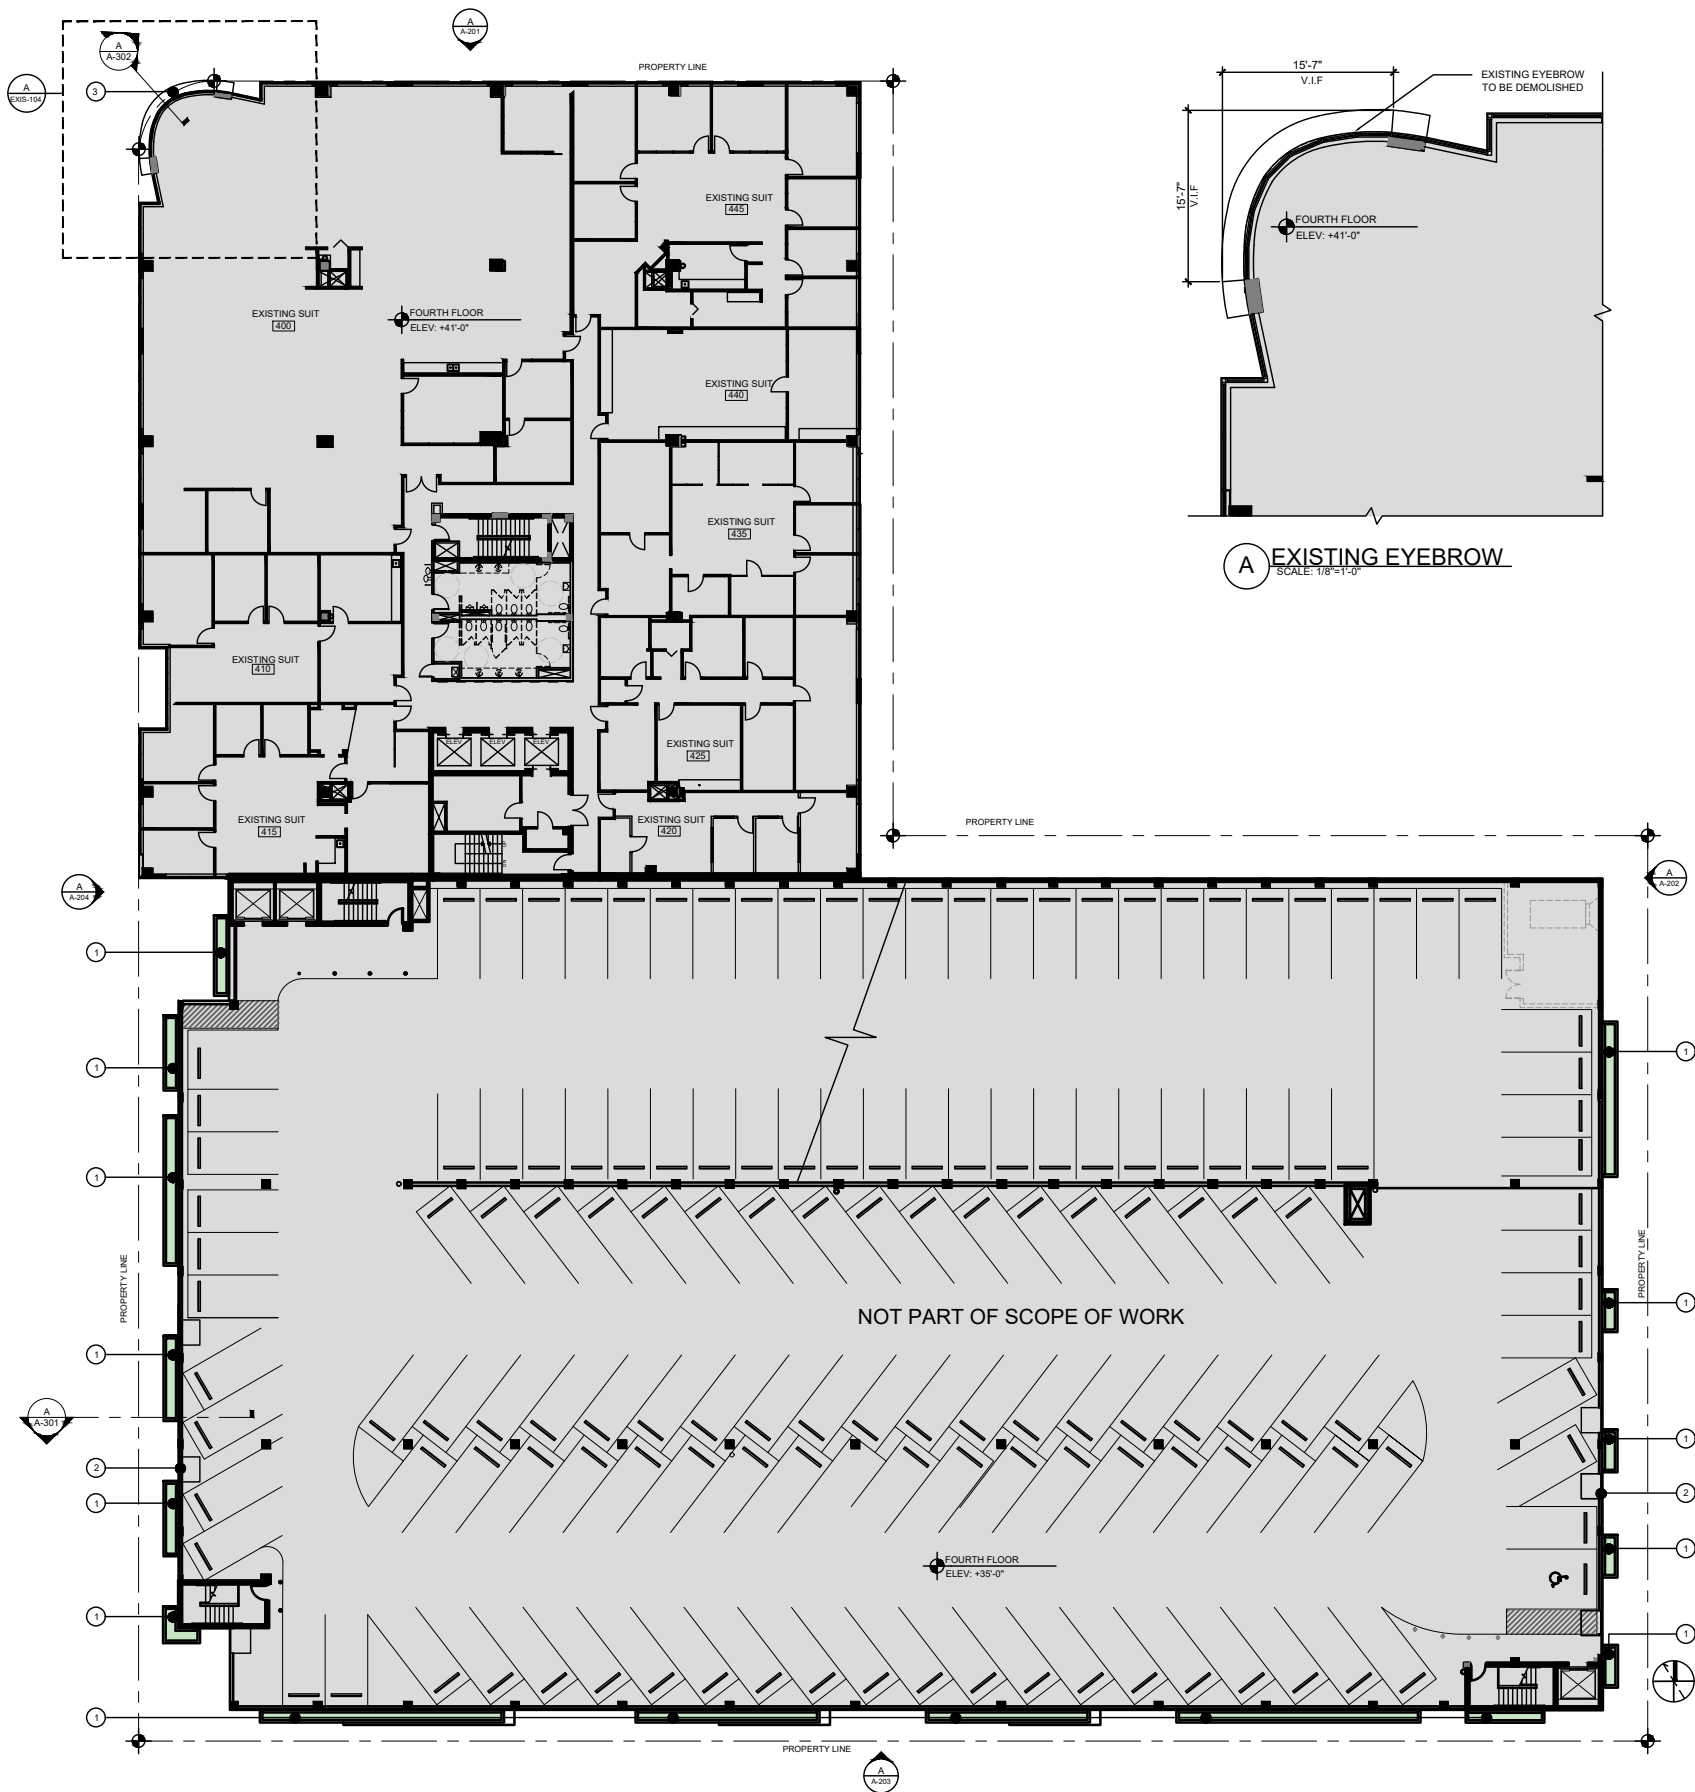 A
A-201
A
A-302
A
EXIS-104
3
PROPERTY LINE
15'-7"
V.I.F
EXISTING EYEBROW
TO BE DEMOLISHED
15'-7"
V.I.F
FOURTH FLOOR
ELEV: +41'-0"
A
EXISTING EYEBROW
SCALE: 1/8"=1'-0"
EXISTING SUIT
445
EXISTING SUIT
400
FOURTH FLOOR
ELEV: +41'-0"
EXISTING SUIT
440
EXISTING SUIT
435
EXISTING SUIT
410
EXISTING SUIT
425
ELEV
ELEV
ELEV
EXISTING SUIT
415
EXISTING SUIT
420
UP
DN
PROPERTY LINE
A
A-204
A
A-202
1
1
1
1
PROPERTY LINE
PROPERTY LINE
NOT PART OF SCOPE OF WORK
1
1
A
A-301
1
2
2
1
1
FOURTH FLOOR
ELEV: +35'-0"
1
1
1
PROPERTY LINE
A
A-203